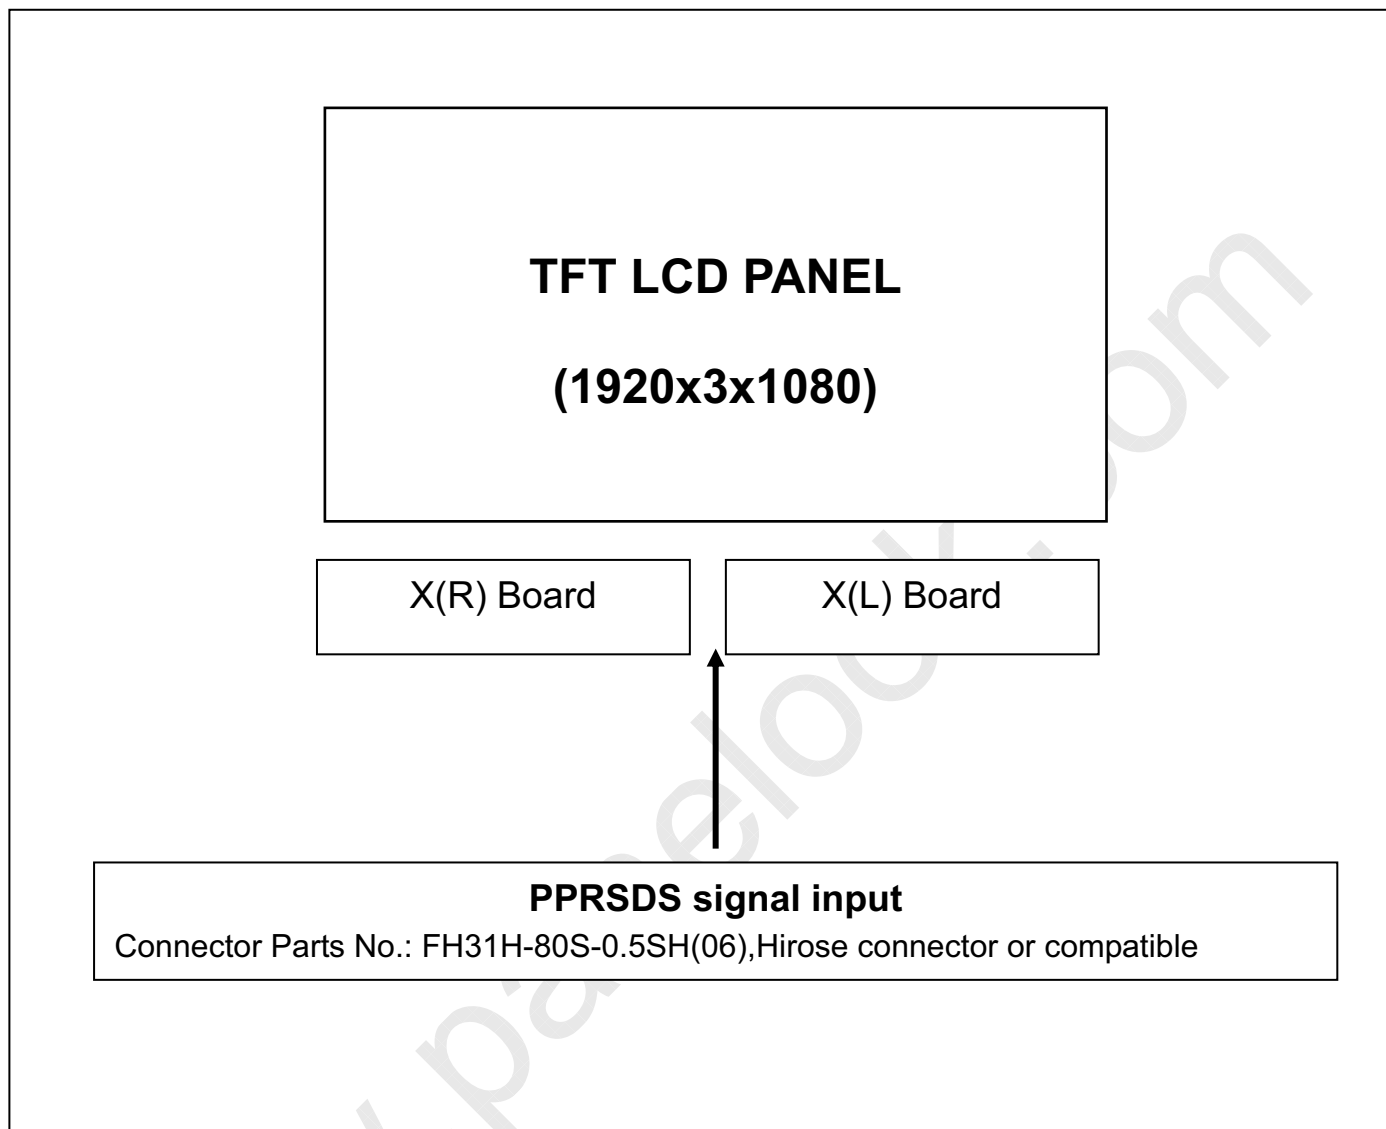 TFT LCD PANEL
(1920x3x1080)
X(R) Board
X(L) Board
PPRSDS signal input
Connector Parts No.: FH31H-80S-0.5SH(06),Hirose connector or compatible